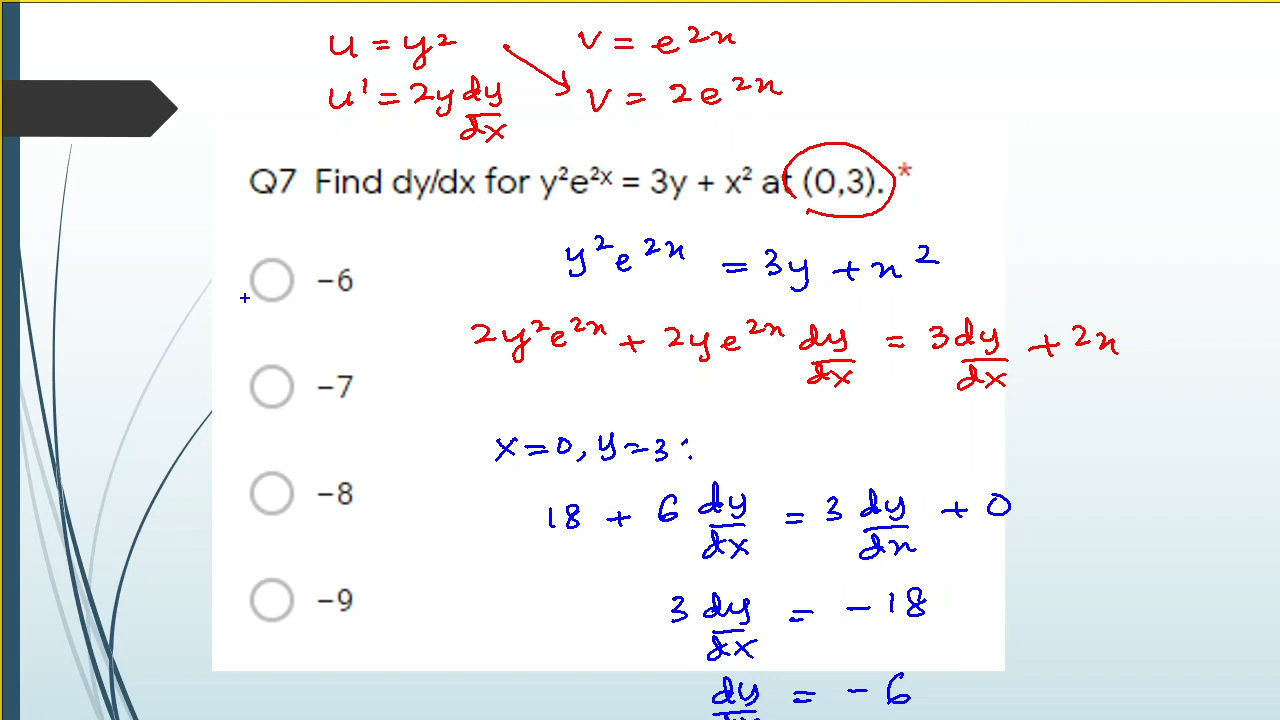 u = y² v = e²ˣ
u' = 2y dy/dx v = 2e²ˣ
Q7 Find dy/dx for y²e²ˣ = 3y + x² at (0,3). *
y²e²ˣ = 3y + x²
−6
2y²e²ˣ + 2ye²ˣ dy/dx = 3 dy/dx + 2x
−7
x = 0, y = 3 :
−8
18 + 6 dy/dx = 3 dy/dx + 0
−9
3 dy/dx = −18
dy/dx = −6